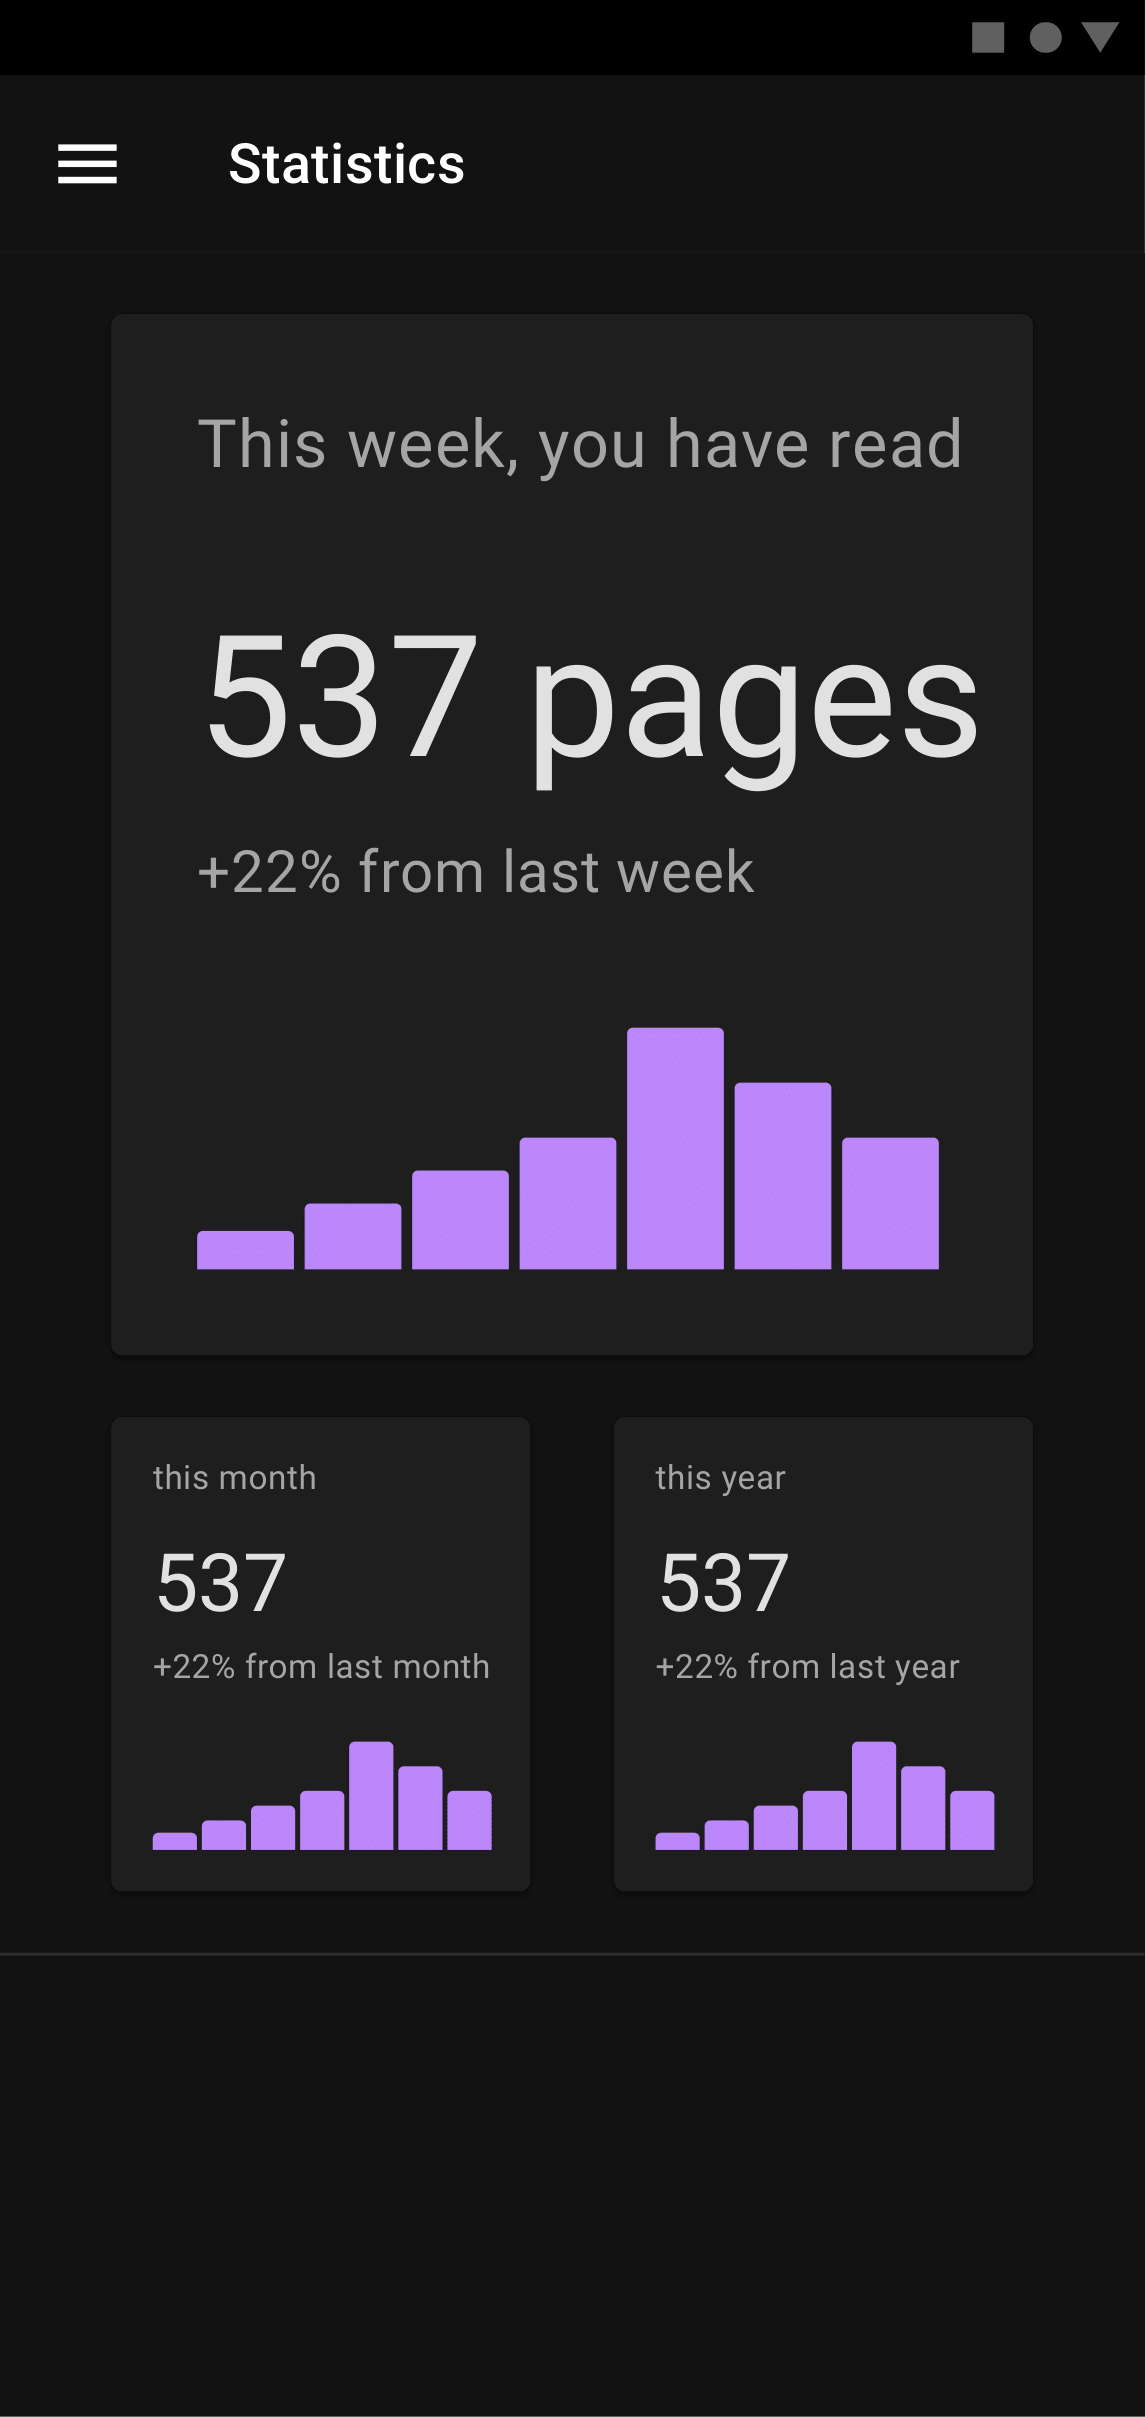 Statistics
This week, you have read
537 pages
+22% from last week
this month
537
+22% from last month
this year
537
+22% from last year